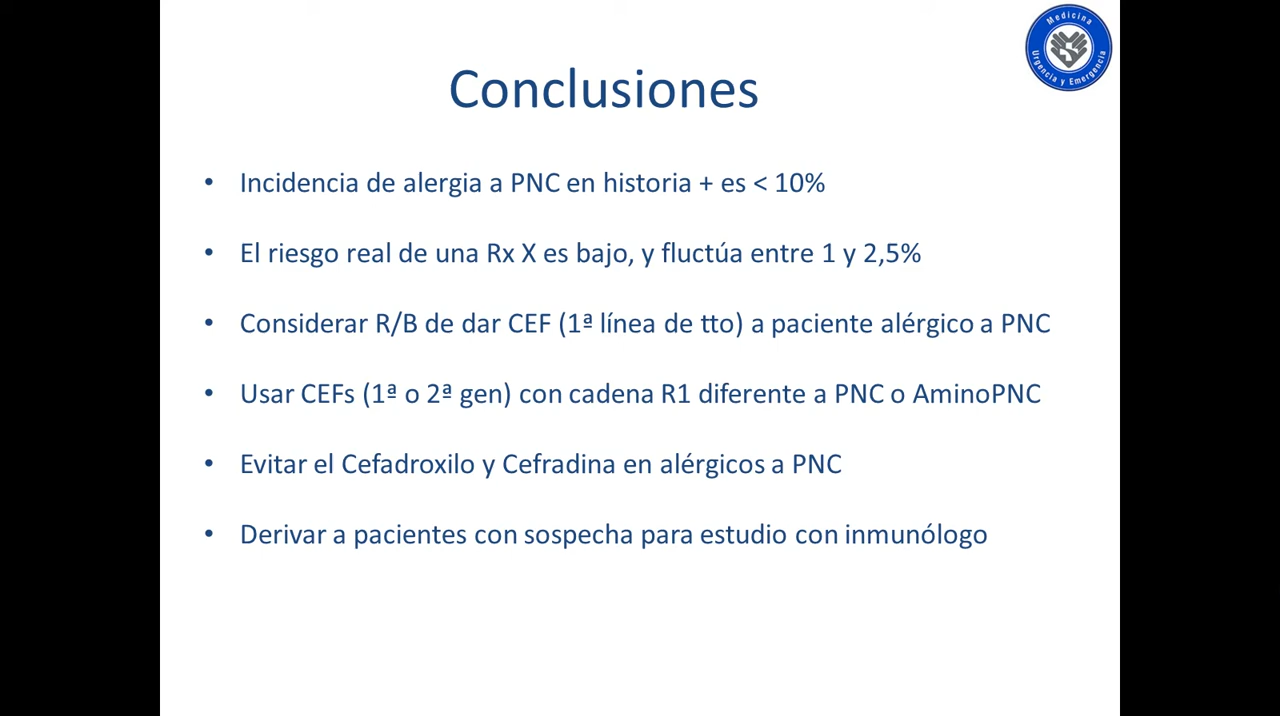 Medicina
Urgencia y Emergencia
Conclusiones
• Incidencia de alergia a PNC en historia + es < 10%
• El riesgo real de una Rx X es bajo, y fluctúa entre 1 y 2,5%
• Considerar R/B de dar CEF (1ª línea de tto) a paciente alérgico a PNC
• Usar CEFs (1ª o 2ª gen) con cadena R1 diferente a PNC o AminoPNC
• Evitar el Cefadroxilo y Cefradina en alérgicos a PNC
• Derivar a pacientes con sospecha para estudio con inmunólogo